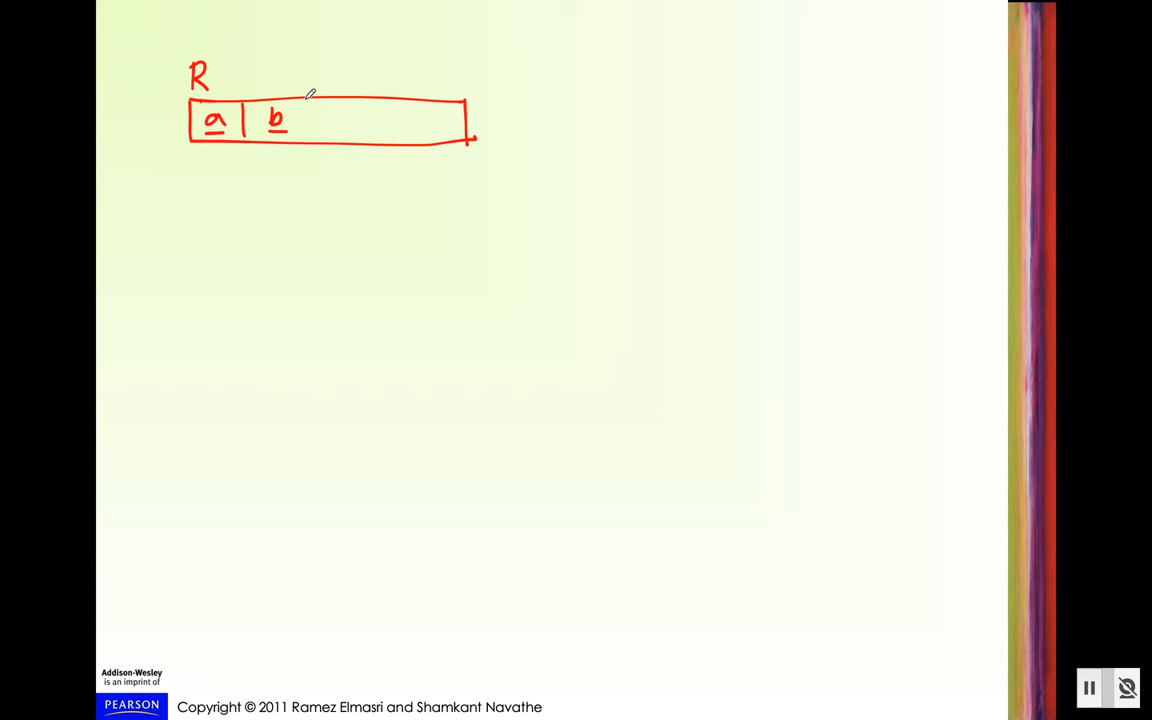 R
a b
Addison-Wesley
is an imprint of
PEARSON
Copyright © 2011 Ramez Elmasri and Shamkant Navathe